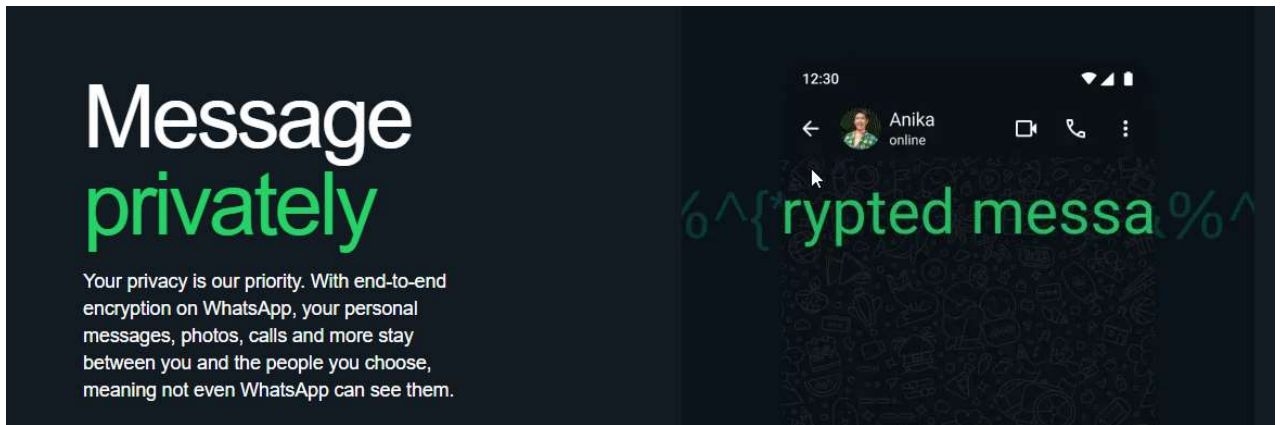 Message
privately
Your privacy is our priority. With end-to-end
encryption on WhatsApp, your personal
messages, photos, calls and more stay
between you and the people you choose,
meaning not even WhatsApp can see them.
12:30
Anika
online
%^{*rypted messa&%^